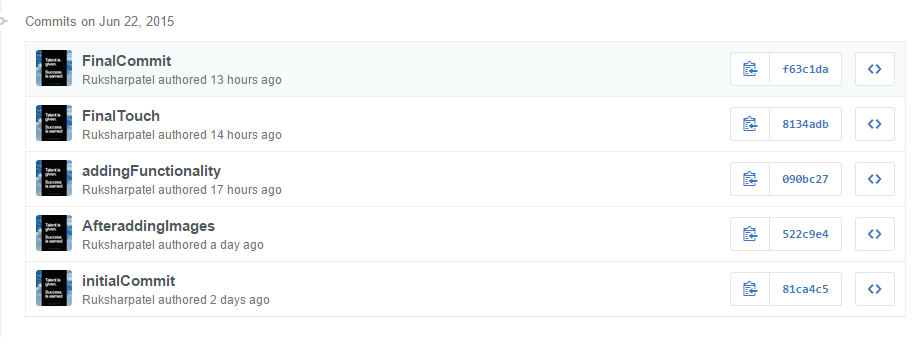 Commits on Jun 22, 2015
Talent is
given.
Success
is earned
FinalCommit
Ruksharpatel authored 13 hours ago
f63c1da
<>
Talent is
given.
Success
is earned
FinalTouch
Ruksharpatel authored 14 hours ago
8134adb
<>
Talent is
given.
Success
is earned
addingFunctionality
Ruksharpatel authored 17 hours ago
090bc27
<>
Talent is
given.
Success
is earned
AfteraddingImages
Ruksharpatel authored a day ago
522c9e4
<>
Talent is
given.
Success
is earned
initialCommit
Ruksharpatel authored 2 days ago
81ca4c5
<>